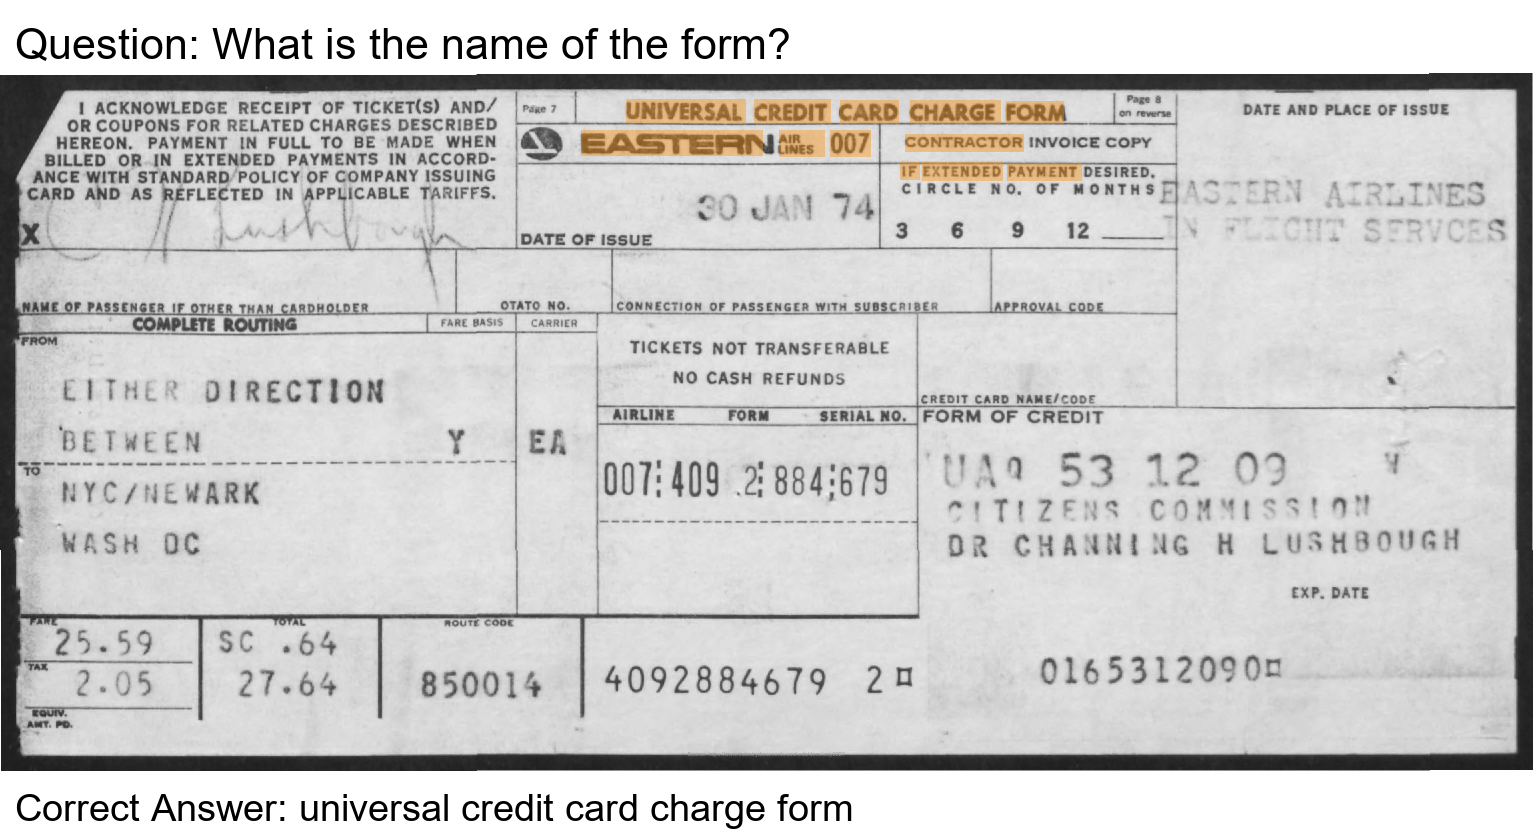 Question: What is the name of the form?
I ACKNOWLEDGE RECEIPT OF TICKET(S) AND/
OR COUPONS FOR RELATED CHARGES DESCRIBED
HEREON. PAYMENT IN FULL TO BE MADE WHEN
BILLED OR IN EXTENDED PAYMENTS IN ACCORD-
ANCE WITH STANDARD POLICY OF COMPANY ISSUING
CARD AND AS REFLECTED IN APPLICABLE TARIFFS.
X C H Lushbough
Page 7
UNIVERSAL CREDIT CARD CHARGE FORM
Page 8
on reverse
EASTERN AIR LINES 007
CONTRACTOR INVOICE COPY
IF EXTENDED PAYMENT DESIRED,
CIRCLE NO. OF MONTHS
3 6 9 12 ____
30 JAN 74
DATE OF ISSUE
DATE AND PLACE OF ISSUE
EASTERN AIRLINES
IN FLIGHT SERVCES
NAME OF PASSENGER IF OTHER THAN CARDHOLDER
OTATO NO.
CONNECTION OF PASSENGER WITH SUBSCRIBER
APPROVAL CODE
COMPLETE ROUTING
FARE BASIS
CARRIER
FROM
EITHER DIRECTION
BETWEEN Y EA
TO
NYC/NEWARK
WASH DC
TICKETS NOT TRANSFERABLE
NO CASH REFUNDS
AIRLINE FORM SERIAL NO.
007 409 2 884 679
CREDIT CARD NAME/CODE
FORM OF CREDIT
53 12 09
CITIZENS COMMISSION
DR CHANNING H LUSHBOUGH
EXP. DATE
FARE
25.59
TAX
2.05
EQUIV.
AMT. PD.
TOTAL
SC .64
27.64
ROUTE CODE
850014
4092884679 2¤
0165312090¤
Correct Answer: universal credit card charge form